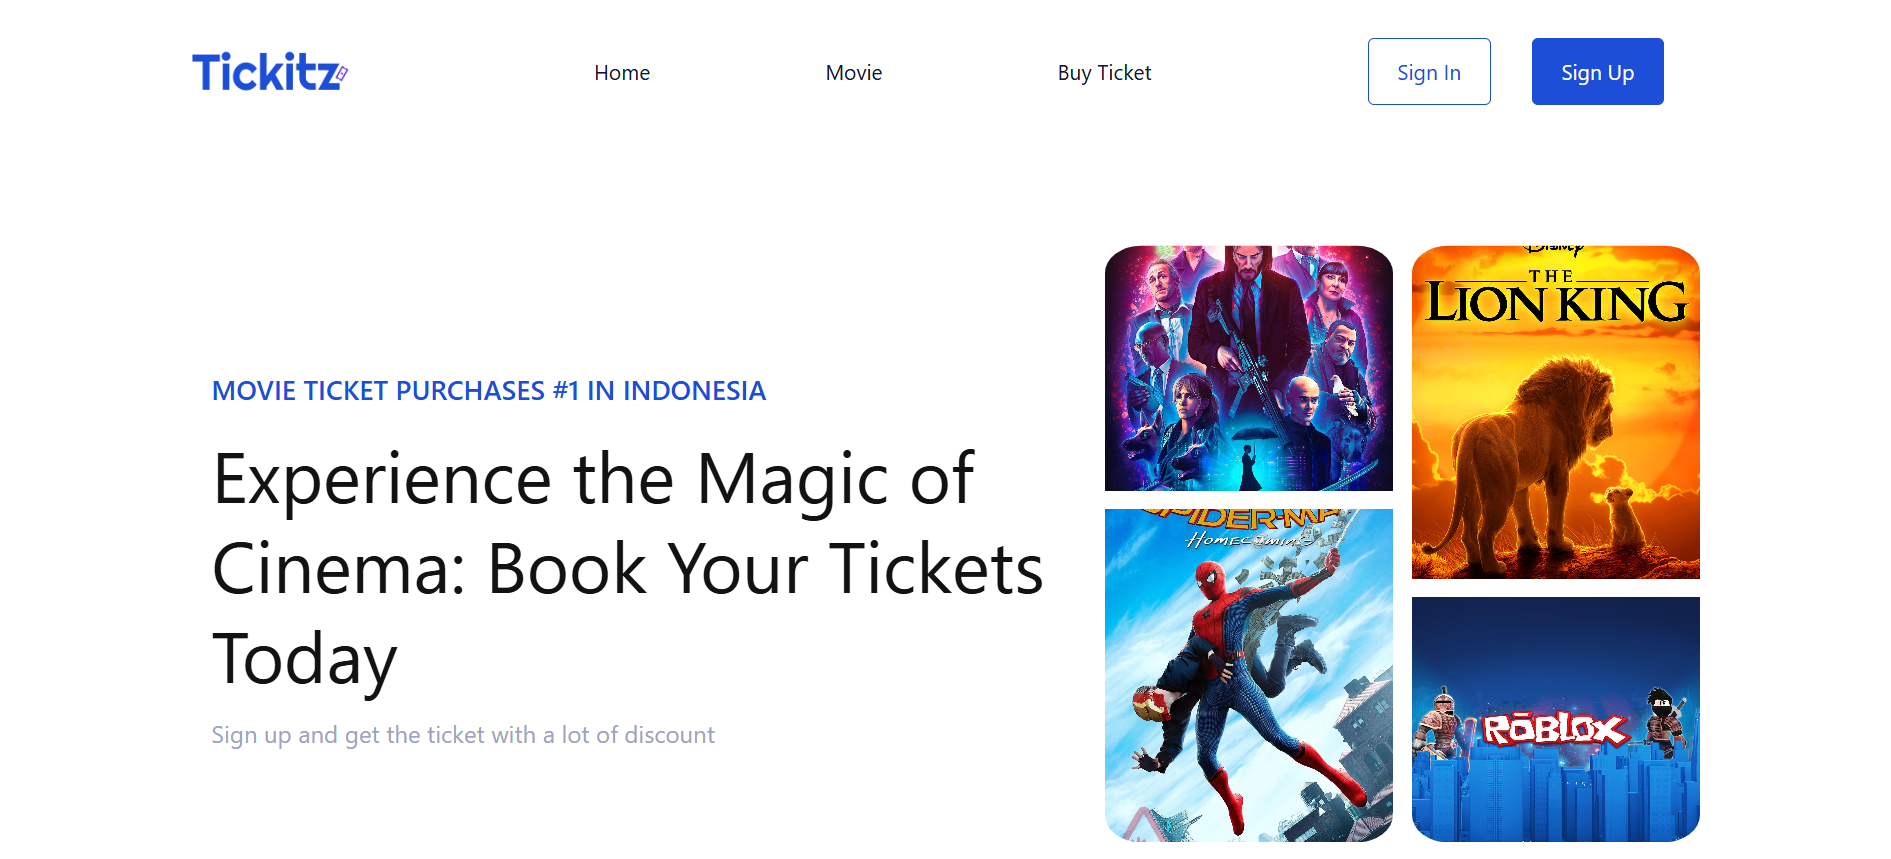 Tickitz
Home
Movie
Buy Ticket
Sign In
Sign Up
MOVIE TICKET PURCHASES #1 IN INDONESIA
Experience the Magic of
Cinema: Book Your Tickets
Today
Sign up and get the ticket with a lot of discount
DISNEY
THE
LION KING
SPIDER-MA
HOMECOMING
ROBLOX